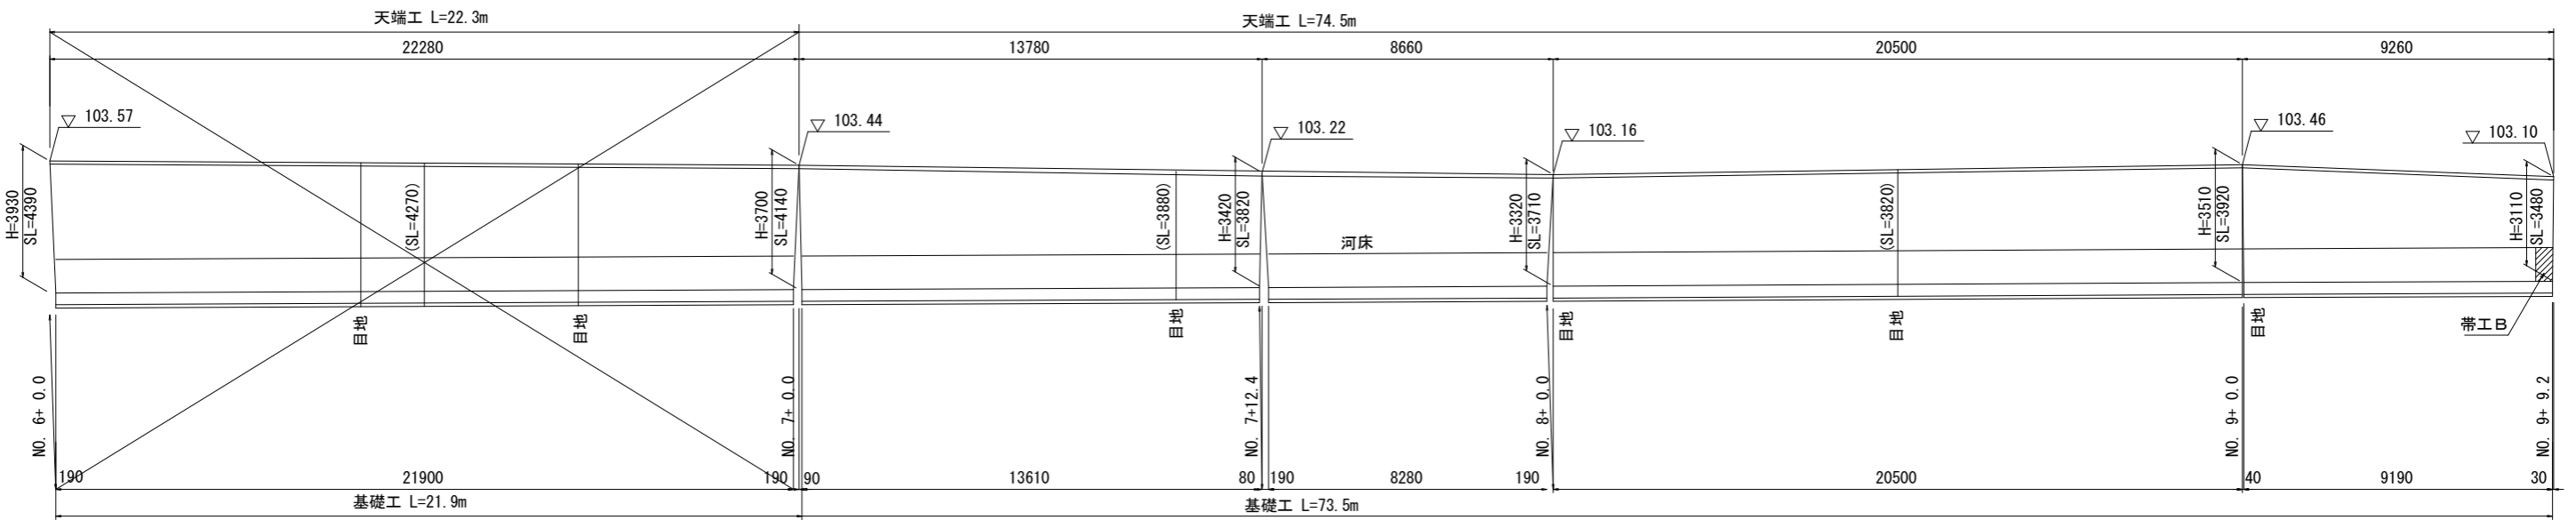 天端工 L=22.3m
天端工 L=74.5m
22280
13780
8660
20500
9260
103.57
103.44
103.22
103.16
103.46
103.10
H=3930
SL=4390
(SL=4270)
H=3700
SL=4140
(SL=3880)
H=3420
SL=3820
河床
H=3320
SL=3710
(SL=3820)
H=3510
SL=3920
H=3110
SL=3480
目地
目地
目地
目地
目地
目地
帯工B
NO. 6+ 0.0
NO. 7+ 0.0
NO. 7+12.4
NO. 8+ 0.0
NO. 9+ 0.0
NO. 9+ 9.2
190
21900
190
90
13610
80
190
8280
190
20500
40
9190
30
基礎工 L=21.9m
基礎工 L=73.5m